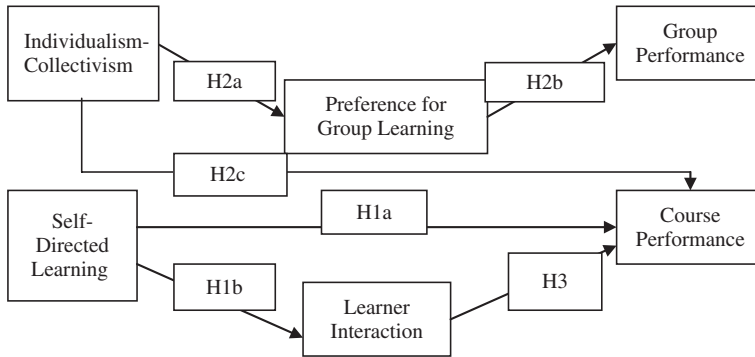 Individualism-
Collectivism
Group
Performance
H2a
H2b
Preference for
Group Learning
H2c
H1a
Self-
Directed
Learning
Course
Performance
H1b
H3
Learner
Interaction